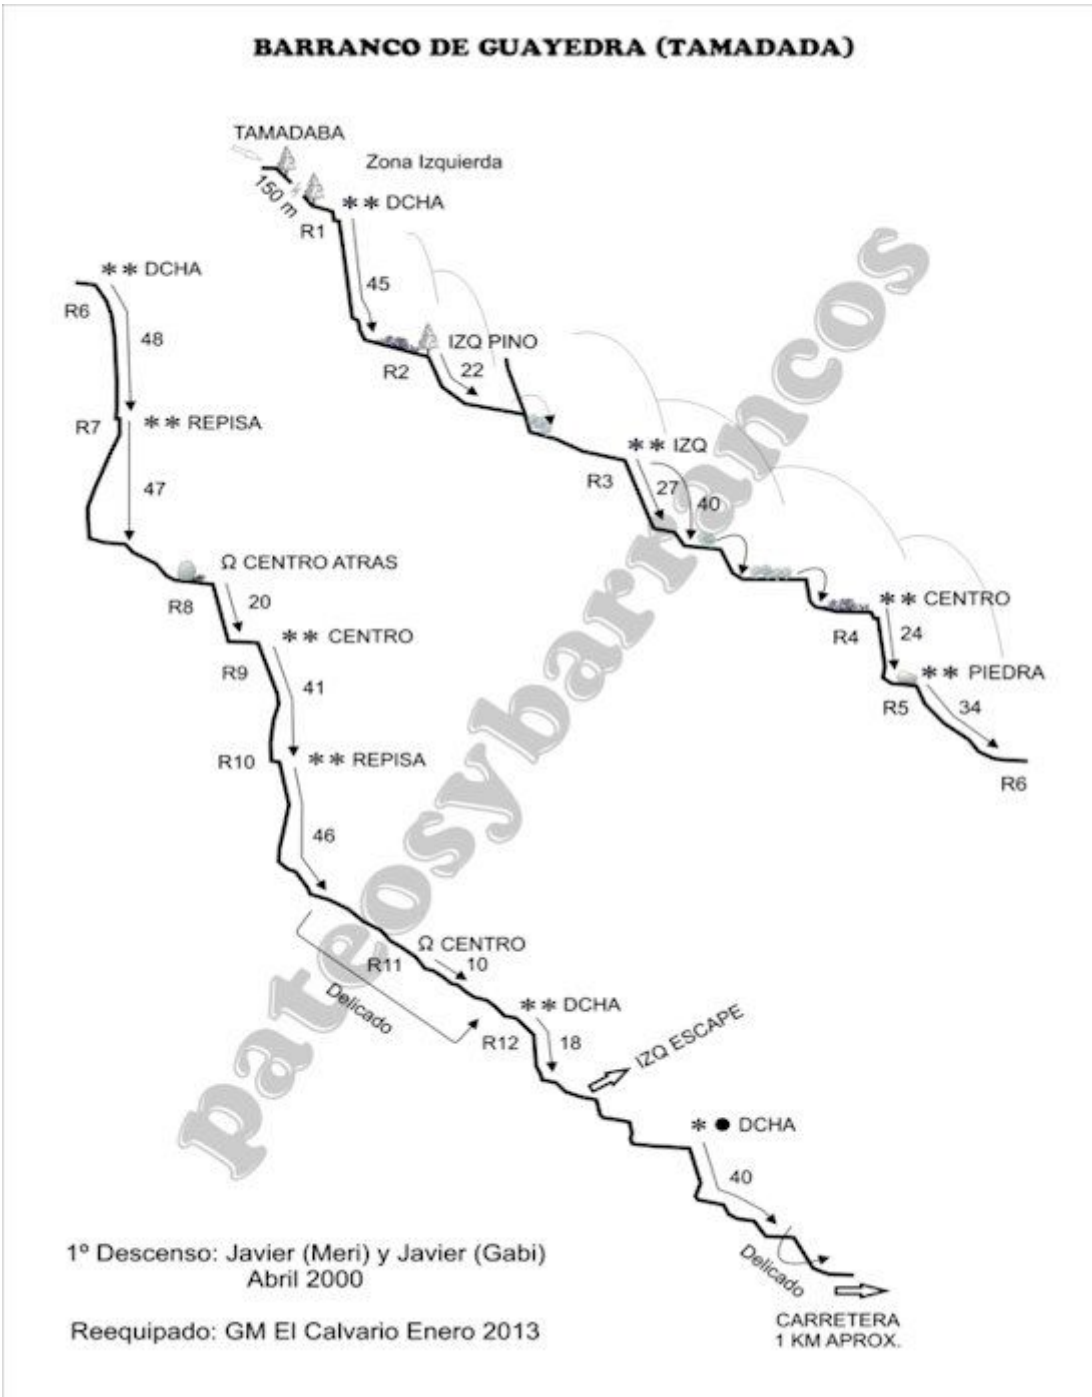 BARRANCO DE GUAYEDRA (TAMADADA)
TAMADABA
Zona Izquierda
150 m
** DCHA
R1
45
IZQ PINO
R2
22
** IZQ
R3
27
40
** CENTRO
R4
24
** PIEDRA
R5
34
R6
** DCHA
R6
48
R7
** REPISA
47
Ω CENTRO ATRAS
R8
20
** CENTRO
R9
41
R10
** REPISA
46
Ω CENTRO
R11
10
Delicado
** DCHA
R12
18
IZQ ESCAPE
* ● DCHA
40
Delicado
CARRETERA
1 KM APROX.
1º Descenso: Javier (Meri) y Javier (Gabi)
Abril 2000
Reequipado: GM El Calvario Enero 2013
pateosybarrancos